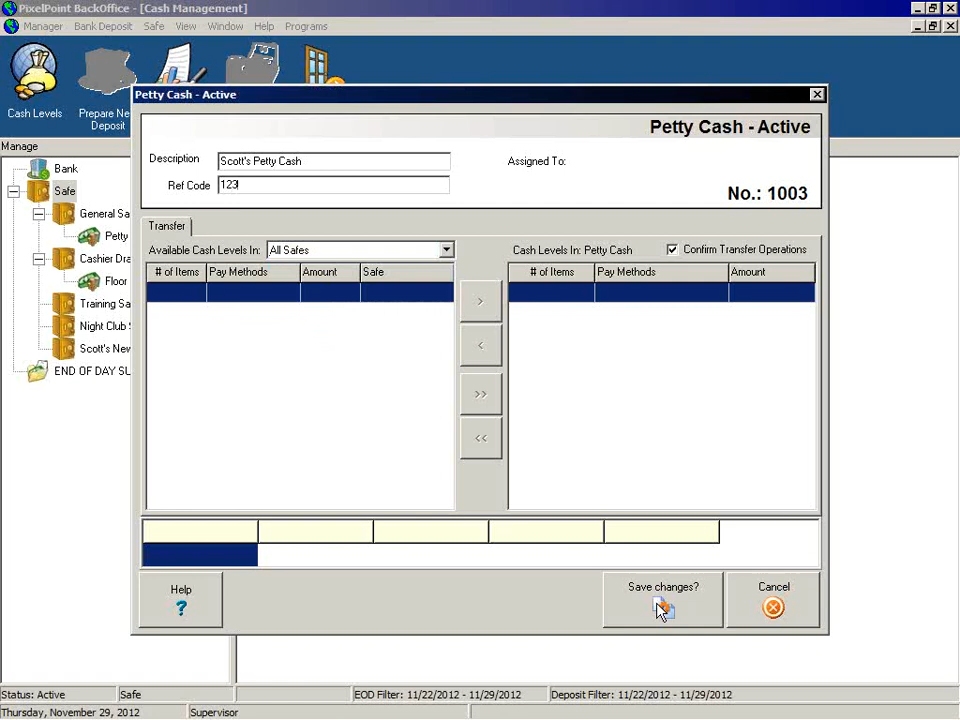 PixelPoint BackOffice - [Cash Management]
Manager Bank Deposit Safe View Window Help Programs
Cash Levels
Prepare Ne
Deposit
Manage
Bank
Safe
General Sa
Petty
Cashier Dra
Floor
Training Sa
Night Club
Scott's New
END OF DAY SU
Petty Cash - Active
Petty Cash - Active
Description Scott's Petty Cash Assigned To:
Ref Code 123
No.: 1003
Transfer
Available Cash Levels In: All Safes Cash Levels In: Petty Cash Confirm Transfer Operations
# of Items Pay Methods Amount Safe # of Items Pay Methods Amount
>
<
>>
<<
Help
?
Save changes?
Cancel
Status: Active Safe EOD Filter: 11/22/2012 - 11/29/2012 Deposit Filter: 11/22/2012 - 11/29/2012
Thursday, November 29, 2012 Supervisor